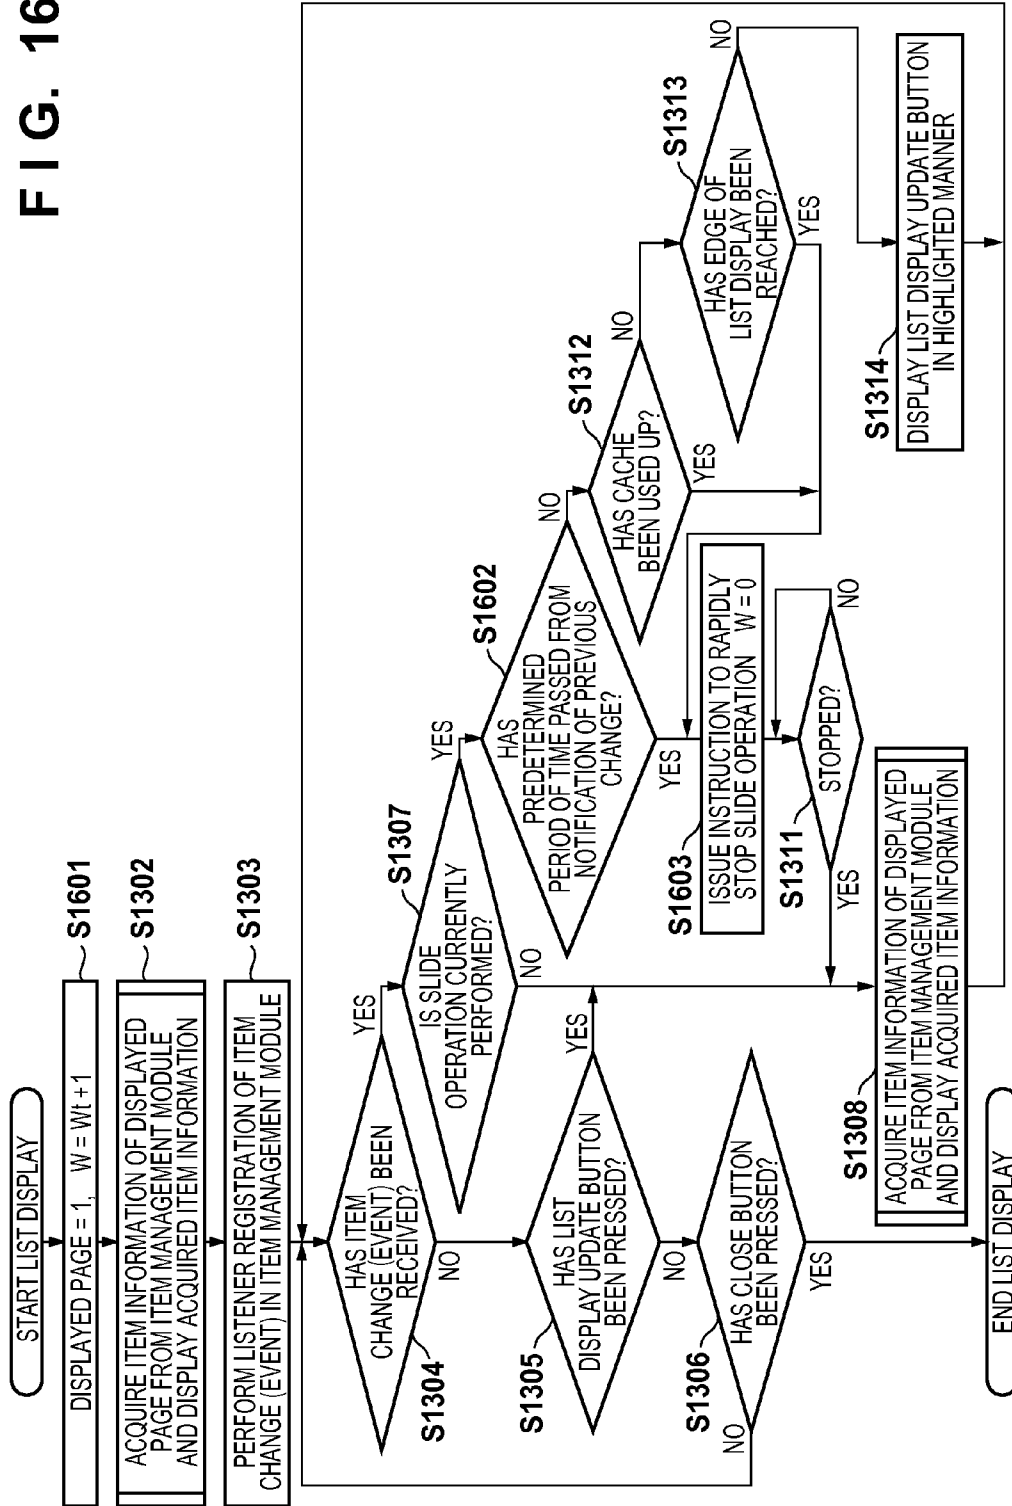 FIG. 16
START LIST DISPLAY
DISPLAYED PAGE = 1, W = Wt + 1
S1601
ACQUIRE ITEM INFORMATION OF DISPLAYED
PAGE FROM ITEM MANAGEMENT MODULE
AND DISPLAY ACQUIRED ITEM INFORMATION
S1302
PERFORM LISTENER REGISTRATION OF ITEM
CHANGE (EVENT) IN ITEM MANAGEMENT MODULE
S1303
HAS ITEM
CHANGE (EVENT) BEEN
RECEIVED?
S1304
YES
NO
IS SLIDE
OPERATION CURRENTLY
PERFORMED?
S1307
YES
NO
HAS
PREDETERMINED
PERIOD OF TIME PASSED FROM
NOTIFICATION OF PREVIOUS
CHANGE?
S1602
NO
YES
HAS CACHE
BEEN USED UP?
S1312
NO
YES
HAS EDGE OF
LIST DISPLAY BEEN
REACHED?
S1313
NO
YES
HAS LIST
DISPLAY UPDATE BUTTON
BEEN PRESSED?
S1305
YES
NO
HAS CLOSE BUTTON
BEEN PRESSED?
S1306
NO
YES
ISSUE INSTRUCTION TO RAPIDLY
STOP SLIDE OPERATION W = 0
S1603
STOPPED?
S1311
NO
YES
ACQUIRE ITEM INFORMATION OF DISPLAYED
PAGE FROM ITEM MANAGEMENT MODULE
AND DISPLAY ACQUIRED ITEM INFORMATION
S1308
DISPLAY LIST DISPLAY UPDATE BUTTON
IN HIGHLIGHTED MANNER
S1314
END LIST DISPLAY